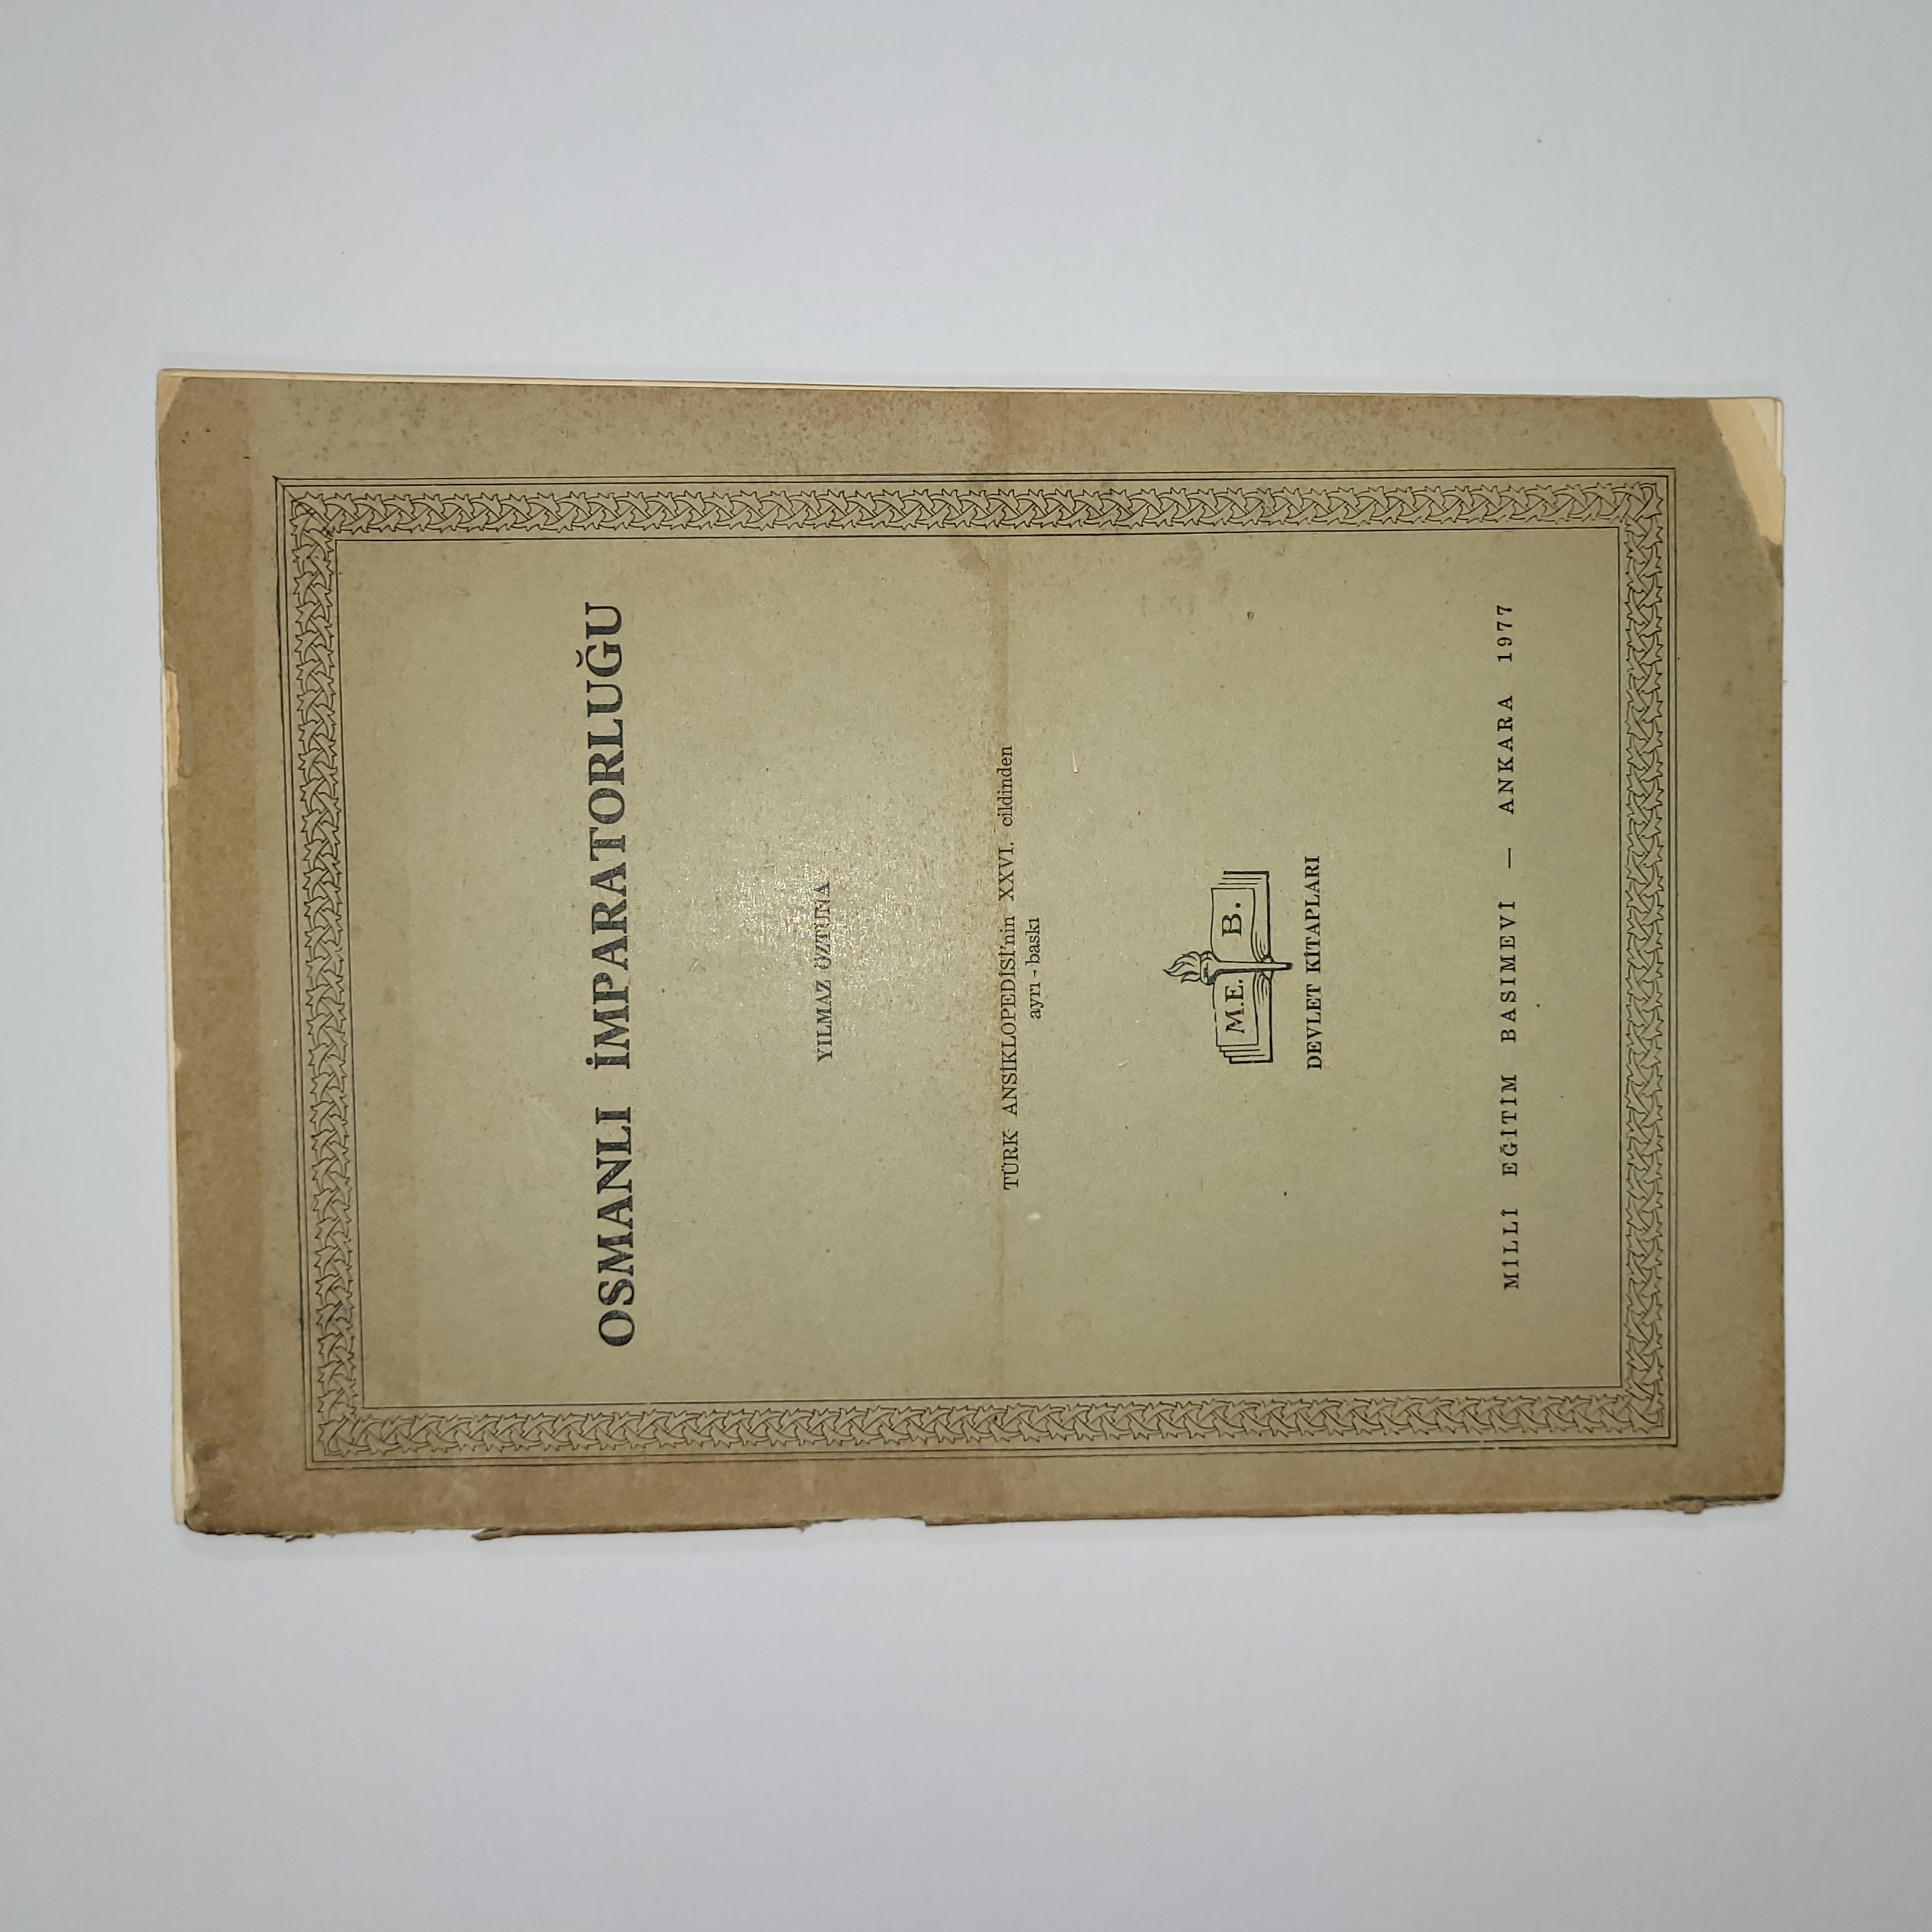 OSMANLI İMPARATORLUĞU
YILMAZ ÖZTUNA
TÜRK ANSİKLOPEDİSİ'nin XXVI. cildinden
ayrı - baskı
M.E. B.
DEVLET KİTAPLARI
MİLLİ EĞİTİM BASIMEVİ — ANKARA 1977